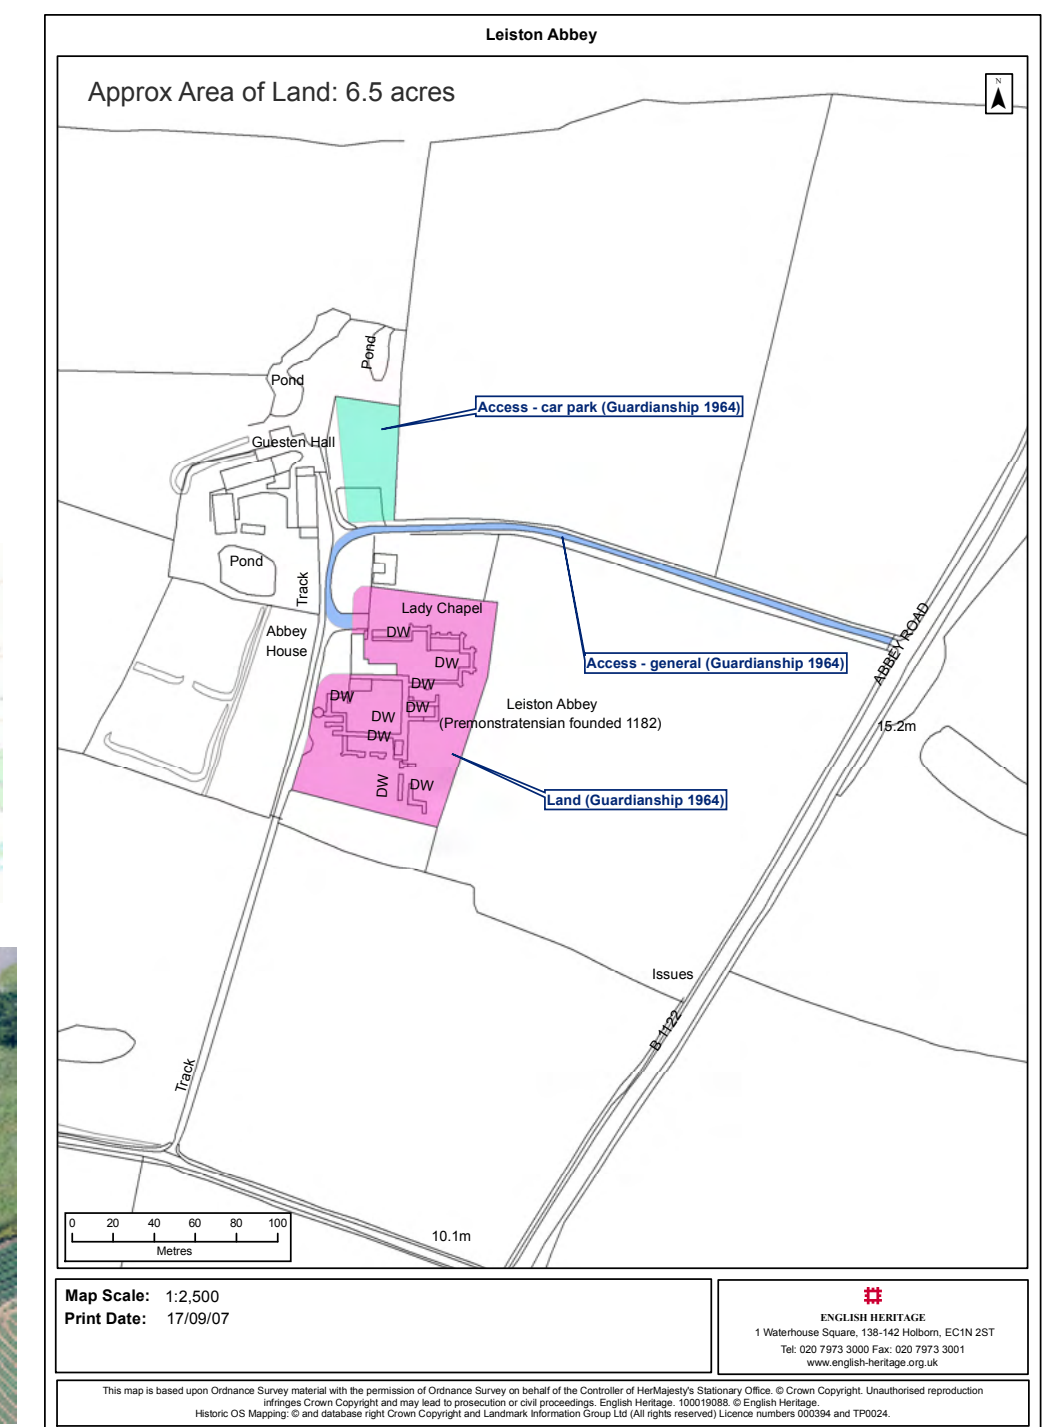 Leiston Abbey
Approx Area of Land: 6.5 acres
N
Pond
Pond
Access - car park (Guardianship 1964)
Guesten Hall
Pond
Track
Lady Chapel
DW
Abbey
House
DW
Access - general (Guardianship 1964)
ABBEY ROAD
DW
DW
DW
Leiston Abbey
(Premonstratensian founded 1182)
DW
15.2m
DW
DW
DW
Land (Guardianship 1964)
Issues
B 1122
Track
0 20 40 60 80 100
Metres
10.1m
Map Scale: 1:2,500
Print Date: 17/09/07
ENGLISH HERITAGE
1 Waterhouse Square, 138-142 Holborn, EC1N 2ST
Tel: 020 7973 3000 Fax: 020 7973 3001
www.english-heritage.org.uk
This map is based upon Ordnance Survey material with the permission of Ordnance Survey on behalf of the Controller of HerMajesty's Stationary Office. © Crown Copyright. Unauthorised reproduction
infringes Crown Copyright and may lead to prosecution or civil proceedings. English Heritage. 100019088. © English Heritage.
Historic OS Mapping: © and database right Crown Copyright and Landmark Information Group Ltd (All rights reserved) Licence numbers 000394 and TP0024.